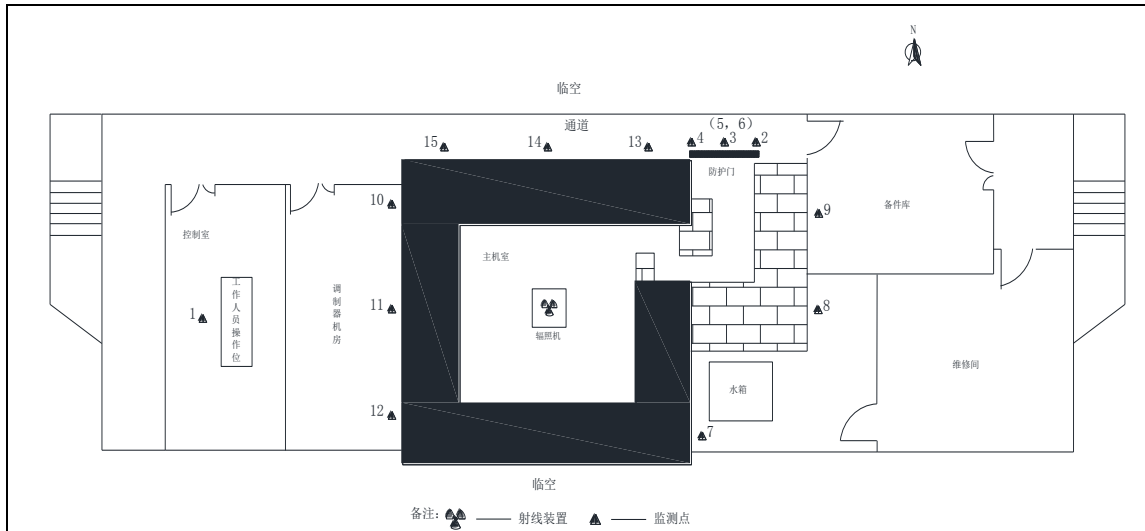 N
临空
通道
(5, 6)
15
14
13
4
3
2
防护门
10
9
备件库
控制室
主机室
工作人员操作位
调制器机房
1
11
8
辐照机
维修间
水箱
12
7
临空
备注: 射线装置 监测点